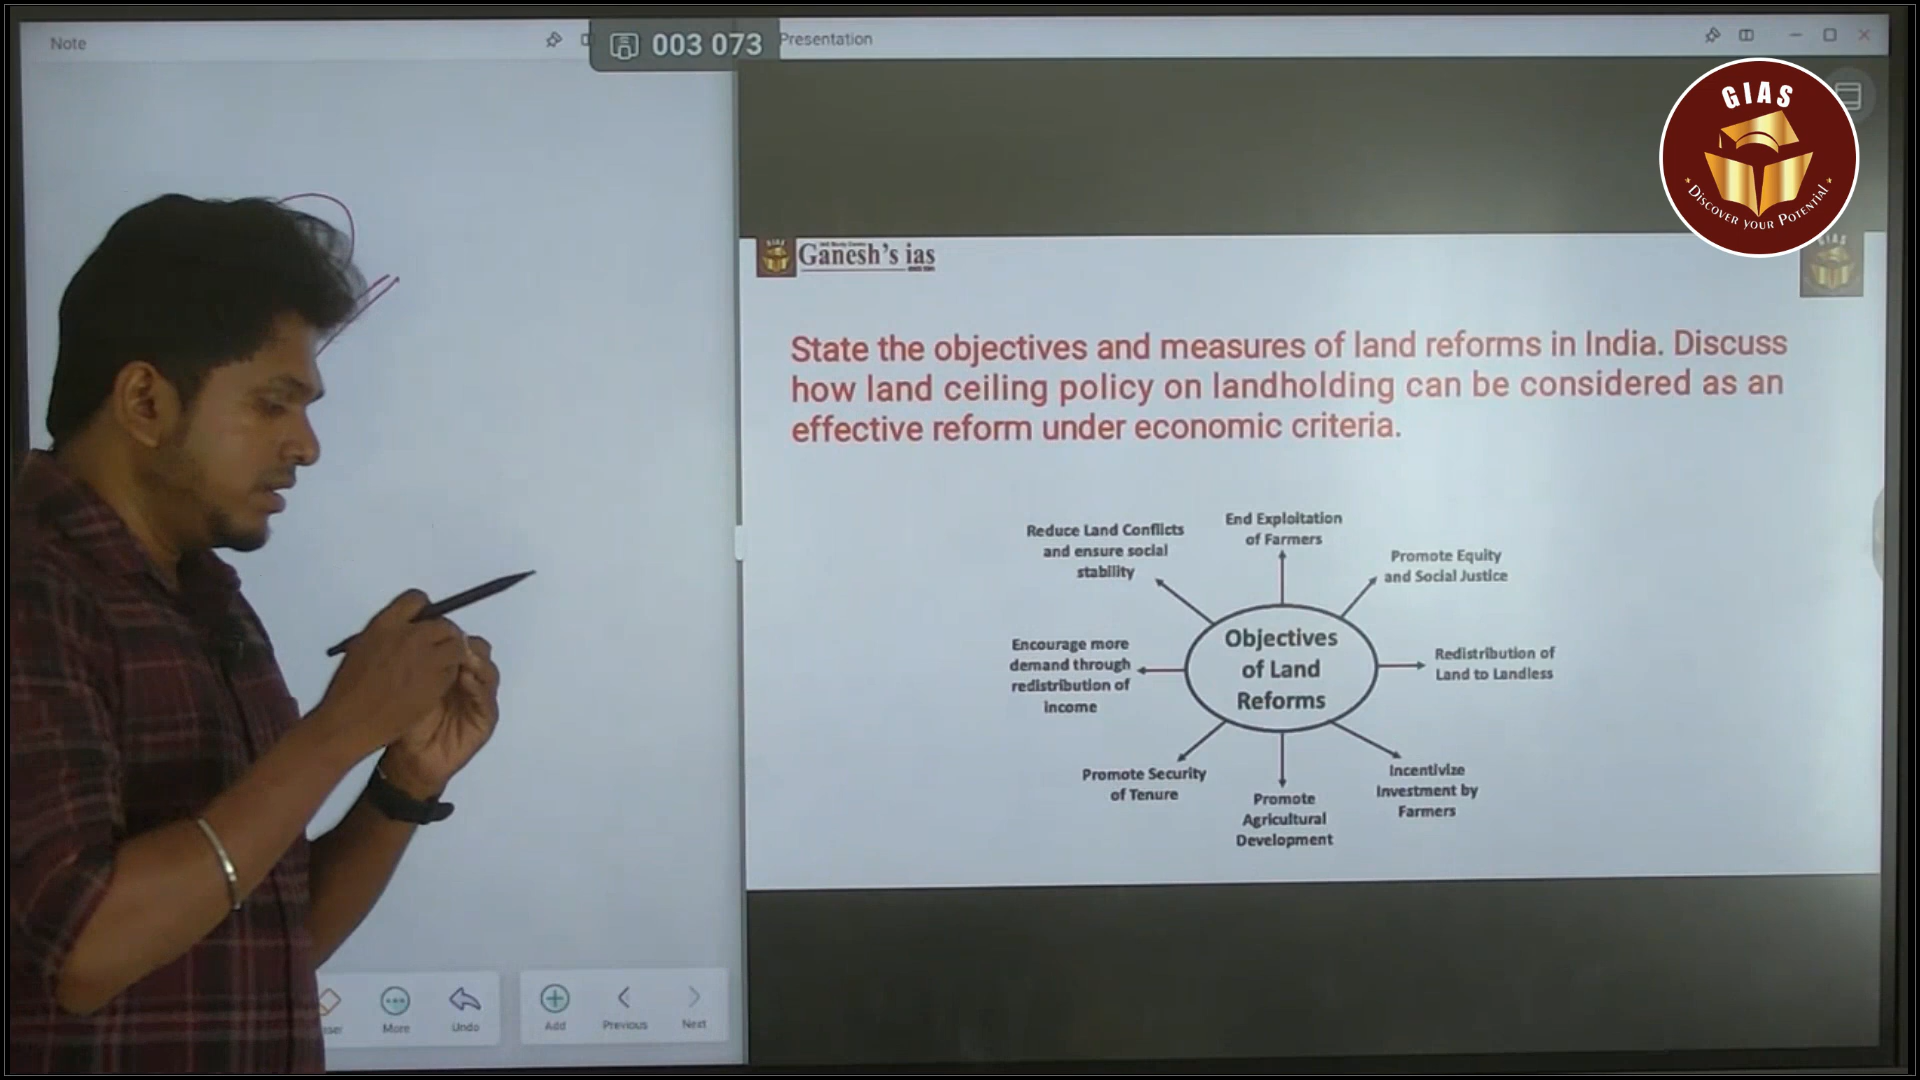 Note
003 073
Presentation
GIAS
DISCOVER YOUR POTENTIAL
GIAS
Ganesh's ias
State the objectives and measures of land reforms in India. Discuss
how land ceiling policy on landholding can be considered as an
effective reform under economic criteria.
Reduce Land Conflicts
and ensure social
stability
End Exploitation
of Farmers
Promote Equity
and Social Justice
Encourage more
demand through
redistribution of
income
Objectives
of Land
Reforms
Redistribution of
Land to Landless
Promote Security
of Tenure
Promote
Agricultural
Development
Incentivize
Investment by
Farmers
More
Undo
Add
Previous
Next